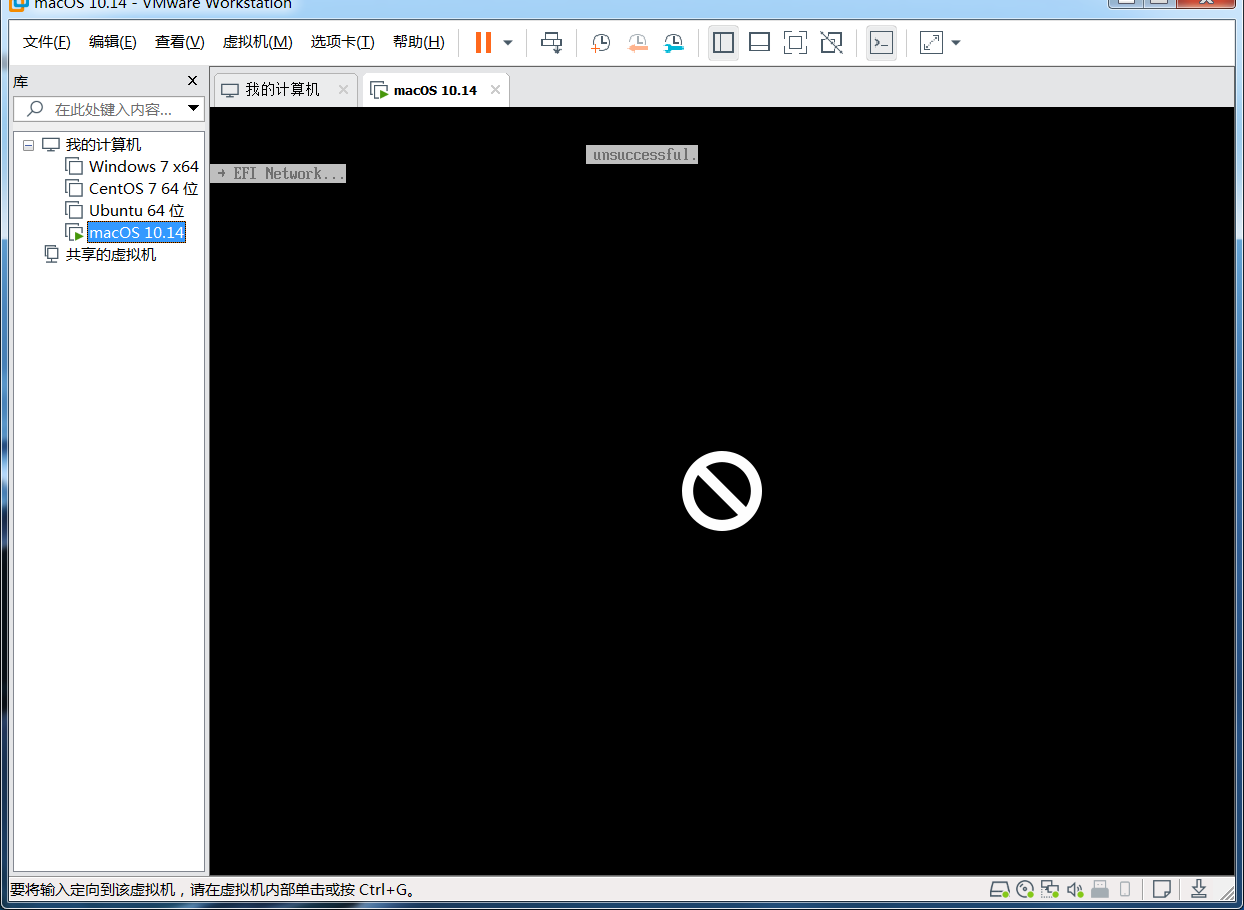 macOS 10.14 - VMware Workstation
文件(F) 编辑(E) 查看(V) 虚拟机(M) 选项卡(T) 帮助(H)
库
在此处键入内容...
我的计算机
Windows 7 x64
CentOS 7 64 位
Ubuntu 64 位
macOS 10.14
共享的虚拟机
我的计算机 macOS 10.14
unsuccessful.
→ EFI Network...
要将输入定向到该虚拟机，请在虚拟机内部单击或按 Ctrl+G。